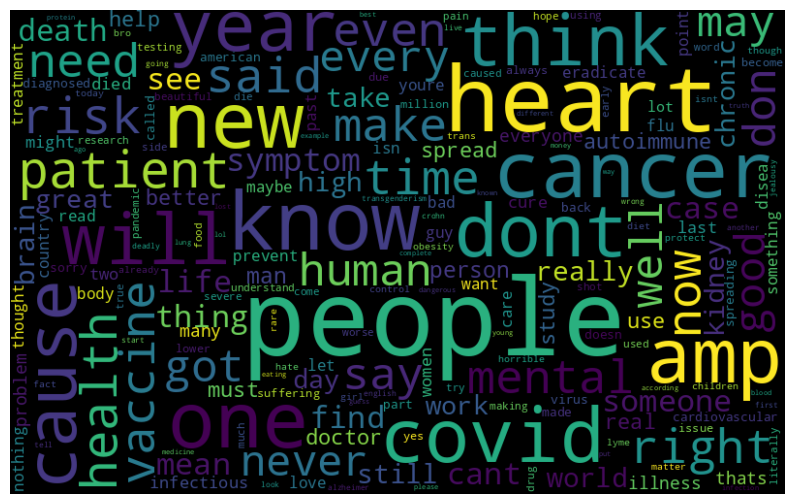 death
help
bro
year
even
best
pain
live
hope
using
think
point
word
though
become
may
protein
going
testing
american
need
see
said
every
youre
due
die
always
caused
eradicate
early
isnt
truth
treatment
diagnosed
died
today
beautiful
past
take
million
heart
lot
different
chronic
don
risk
new
called
make
trans
flu
everyone
autoimmune
might
research
ago
side
example
isn
spread
money
way
jealousy
patient
symptom
high
time
cancer
great
better
maybe
transgenderism
bad
cure
back
known
disea
read
pandemic
deadly
lung
lol
lost
food
will
know
crdhn
guy
obesity
dont
diet
wrong
last
another
protect
case
something
brain
country
sorry
two
already
prevent
human
person
really
well
now
good
thought
true
life
man
complete
body
severe
understand
come
control
want
dangerous
care
study
shot
doesn
kidney
spreading
cause
health
start
thing
many
rare
people
young
use
used
children
according
blood
vaccine
lower
worse
women
horrible
amp
problem
fact
got
hate
let
say
try
virus
mental
first
must
day
suffering
eating
girl
english
making
made
someone
cardiovascular
nothing
tell
one
much
find
part
work
real
lyme
issue
literally
yes
doctor
covid
out
right
mean
never
still
cant
drug
world
matter
thats
infectious
medicine
look
love
alzheimer
please
illness